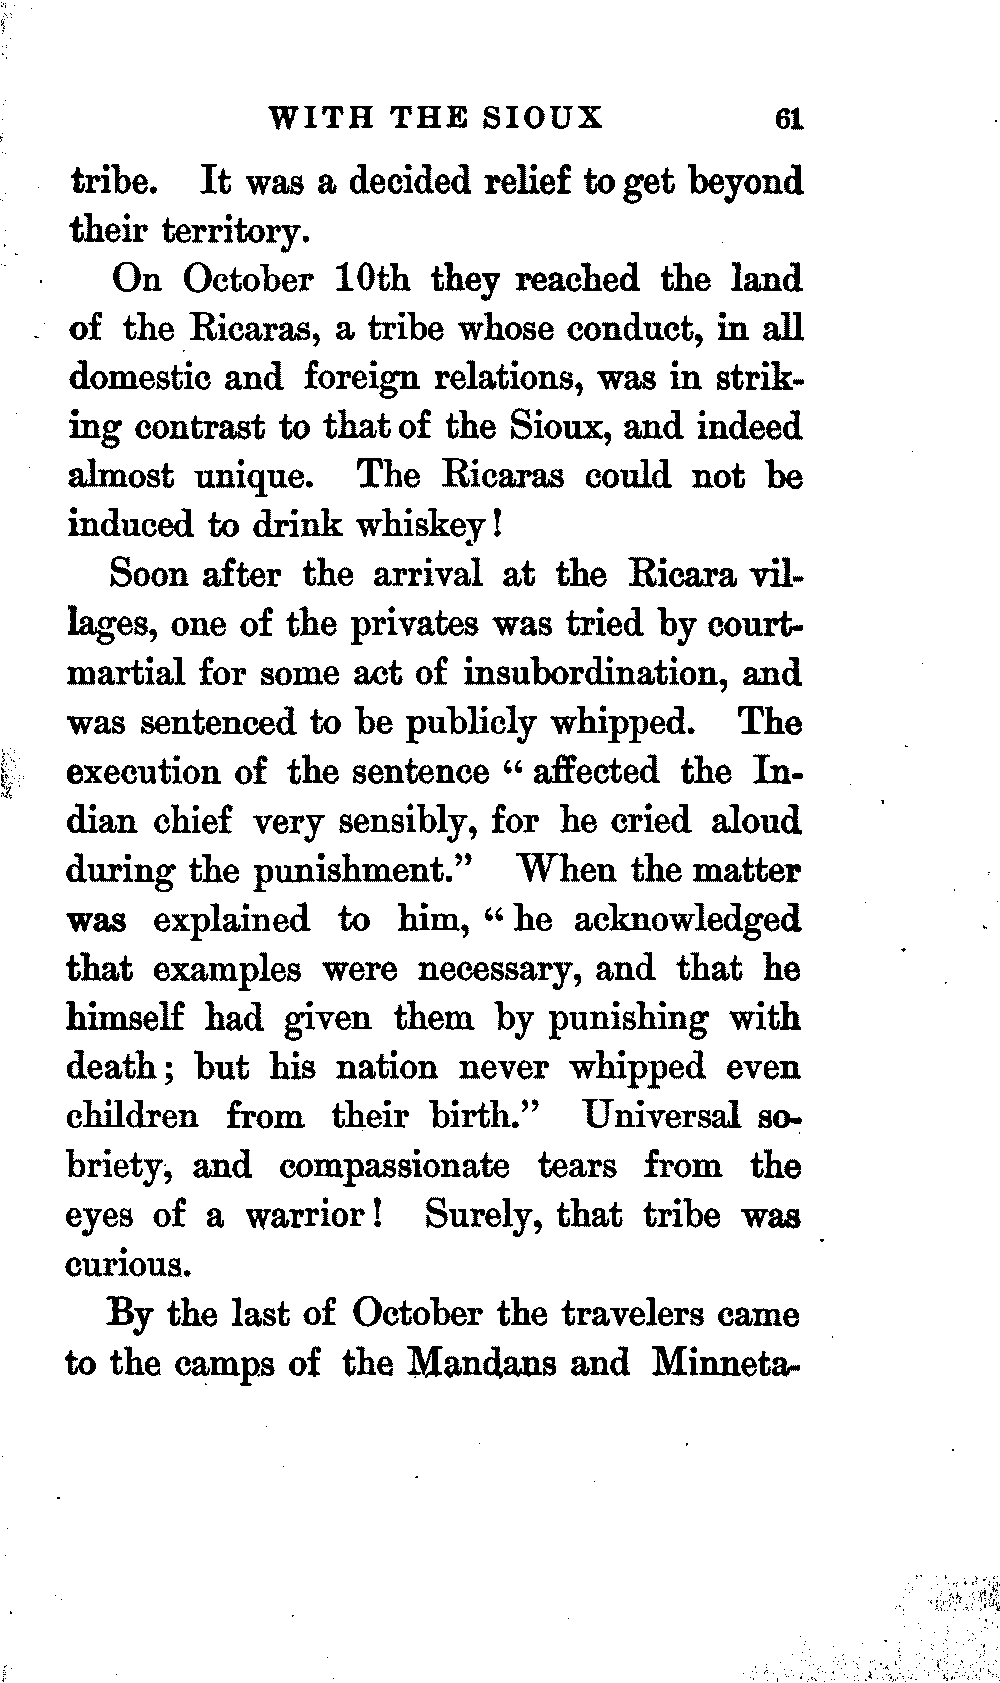 WITH THE SIOUX 61
tribe. It was a decided relief to get beyond
their territory.
On October 10th they reached the land
of the Ricaras, a tribe whose conduct, in all
domestic and foreign relations, was in strik-
ing contrast to that of the Sioux, and indeed
almost unique. The Ricaras could not be
induced to drink whiskey!
Soon after the arrival at the Ricara vil-
lages, one of the privates was tried by court-
martial for some act of insubordination, and
was sentenced to be publicly whipped. The
execution of the sentence “ affected the In-
dian chief very sensibly, for he cried aloud
during the punishment.” When the matter
was explained to him, “ he acknowledged
that examples were necessary, and that he
himself had given them by punishing with
death; but his nation never whipped even
children from their birth.” Universal so-
briety, and compassionate tears from the
eyes of a warrior! Surely, that tribe was
curious.
By the last of October the travelers came
to the camps of the Mandans and Minneta-